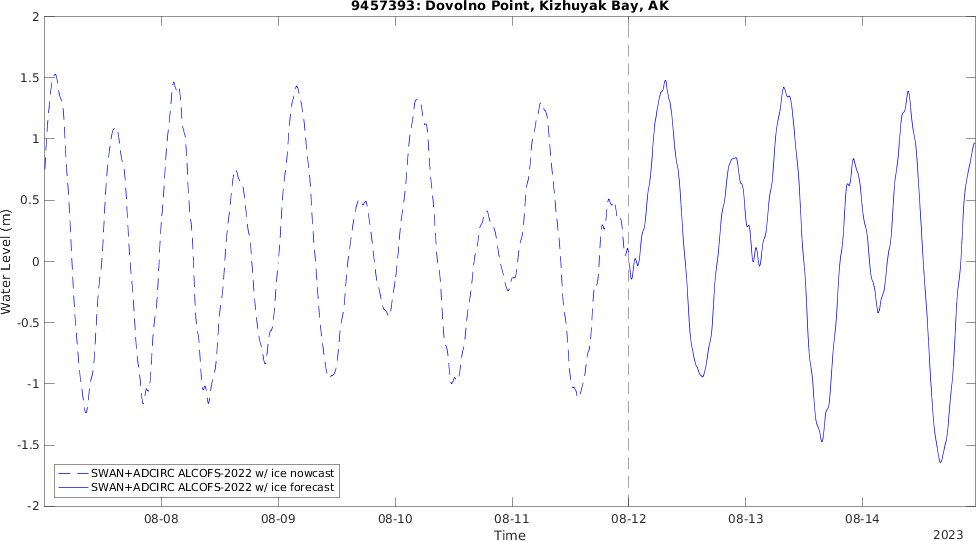 9457393: Dovolno Point, Kizhuyak Bay, AK
2
1.5
1
0.5
0
-0.5
-1
-1.5
-2
Water Level (m)
SWAN+ADCIRC ALCOFS-2022 w/ ice nowcast
SWAN+ADCIRC ALCOFS-2022 w/ ice forecast
08-08 08-09 08-10 08-11 08-12 08-13 08-14
Time
2023